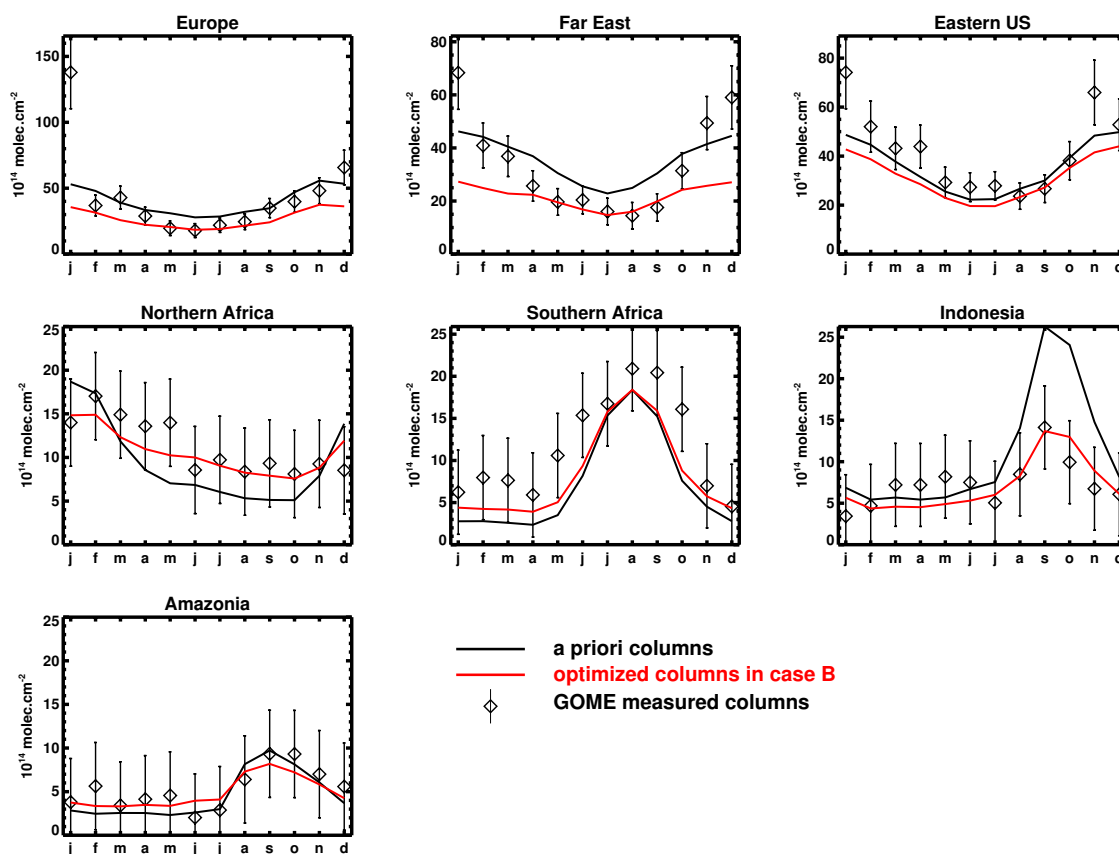 Europe
150
100
50
0
10¹⁴ molec.cm⁻²
j f m a m j j a s o n d
Far East
80
60
40
20
0
10¹⁴ molec.cm⁻²
j f m a m j j a s o n d
Eastern US
80
60
40
20
0
10¹⁴ molec.cm⁻²
j f m a m j j a s o n d
Northern Africa
25
20
15
10
5
0
10¹⁴ molec.cm⁻²
j f m a m j j a s o n d
Southern Africa
25
20
15
10
5
0
10¹⁴ molec.cm⁻²
j f m a m j j a s o n d
Indonesia
25
20
15
10
5
0
10¹⁴ molec.cm⁻²
j f m a m j j a s o n d
Amazonia
25
20
15
10
5
0
10¹⁴ molec.cm⁻²
j f m a m j j a s o n d
a priori columns
optimized columns in case B
GOME measured columns